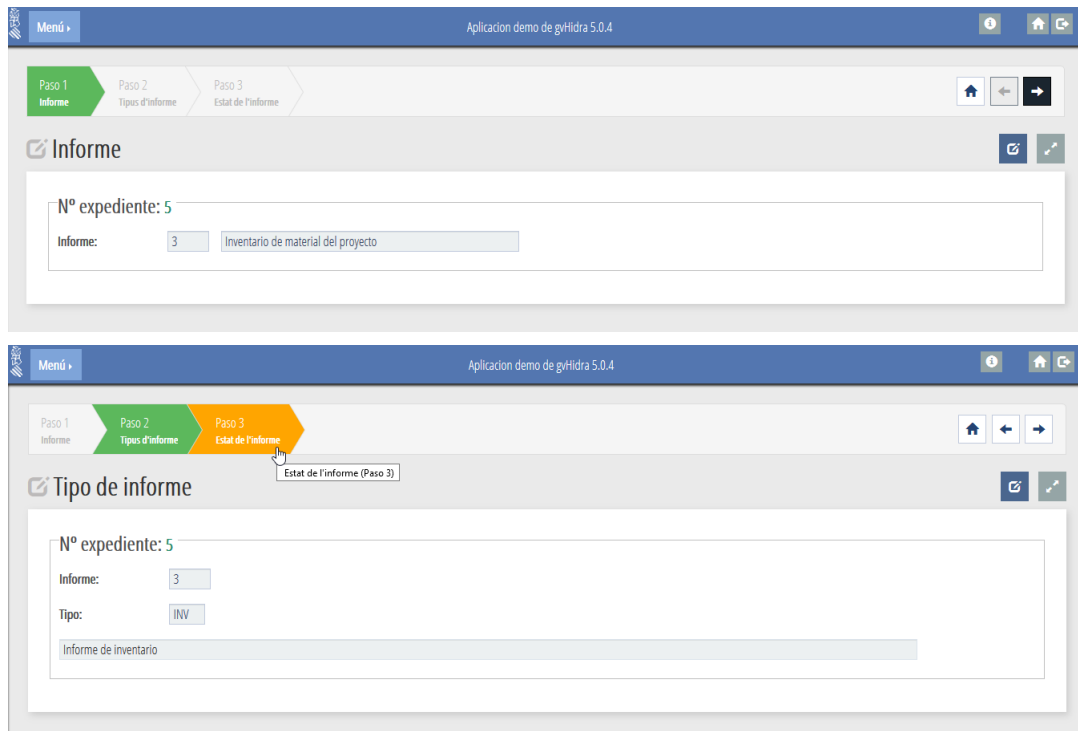 Menú
Aplicacion demo de gvHidra 5.0.4
Paso 1
Informe
Paso 2
Tipus d'informe
Paso 3
Estat de l'informe
Informe
Nº expediente: 5
Informe: 3 Inventario de material del proyecto
Menú
Aplicacion demo de gvHidra 5.0.4
Paso 1
Informe
Paso 2
Tipus d'informe
Paso 3
Estat de l'informe
Estat de l'informe (Paso 3)
Tipo de informe
Nº expediente: 5
Informe: 3
Tipo: INV
Informe de inventario